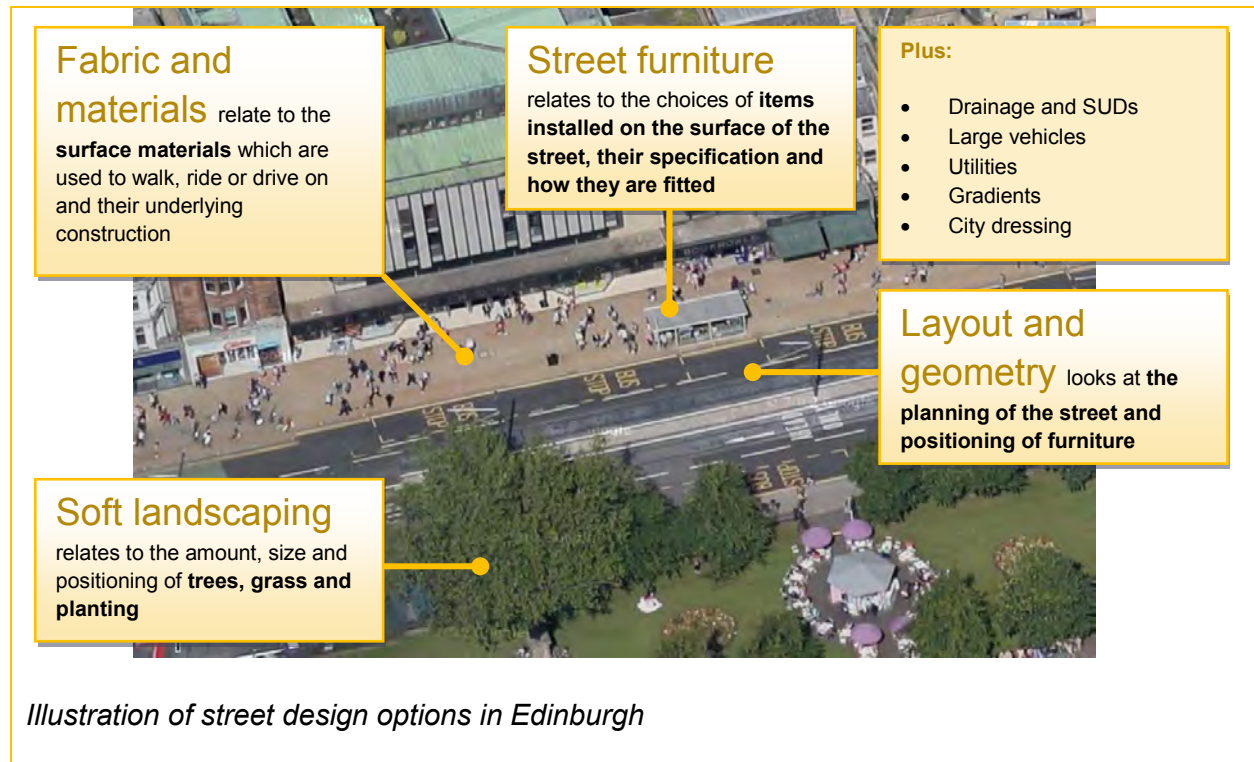 Fabric and
materials relate to the
surface materials which are
used to walk, ride or drive on
and their underlying
construction
Street furniture
relates to the choices of items
installed on the surface of the
street, their specification and
how they are fitted
Plus:
• Drainage and SUDs
• Large vehicles
• Utilities
• Gradients
• City dressing
Layout and
geometry looks at the
planning of the street and
positioning of furniture
Soft landscaping
relates to the amount, size and
positioning of trees, grass and
planting
BUS
STOP
BUS
STOP
BUS
STOP
BUS
STOP
Illustration of street design options in Edinburgh